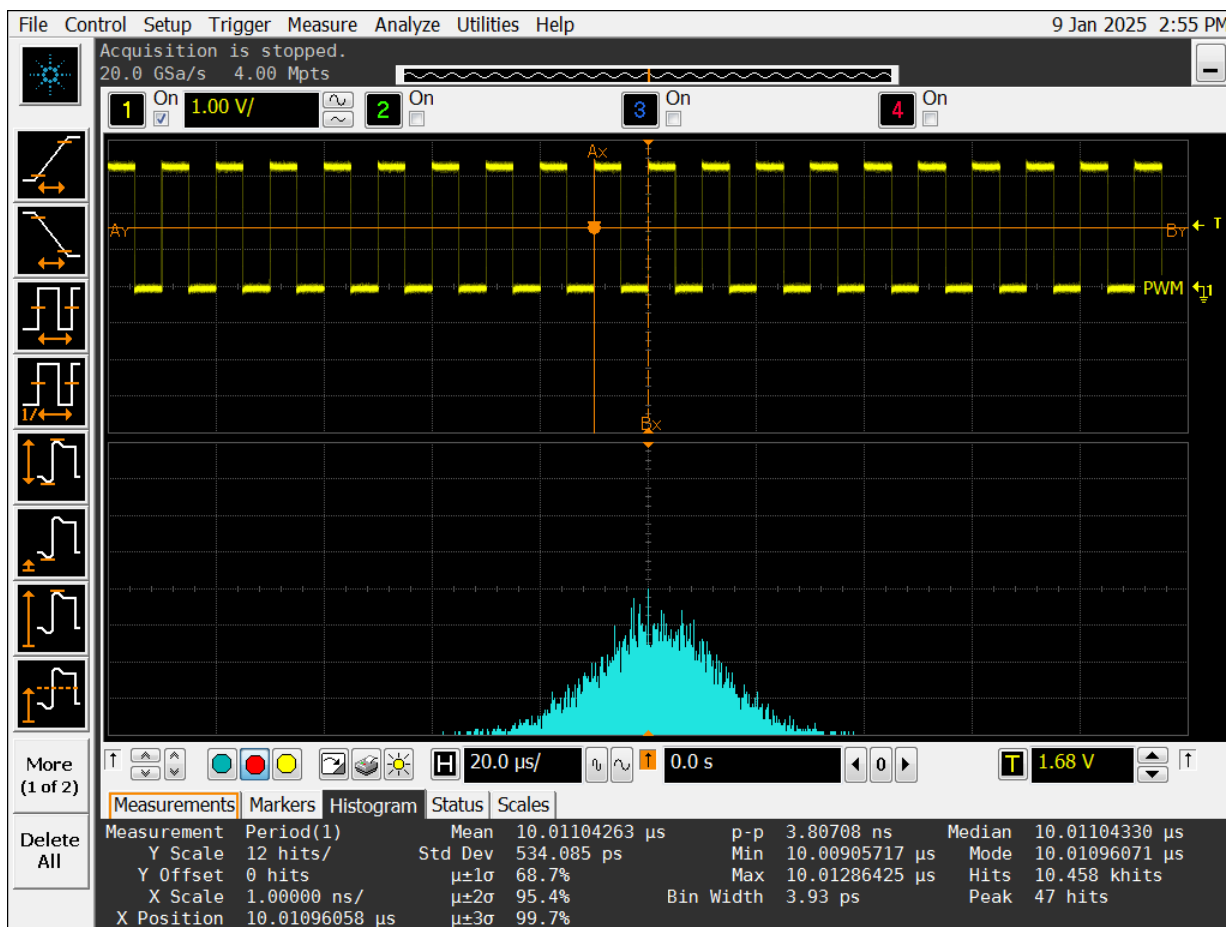 File Control Setup Trigger Measure Analyze Utilities Help 9 Jan 2025 2:55 PM
Acquisition is stopped.
20.0 GSa/s 4.00 Mpts
1 On 1.00 V/ 2 On 3 On 4 On
Ax
Ay By T
PWM 1
Bx
1/
More
(1 of 2)
Delete
All
H 20.0 µs/ 0.0 s 0 T 1.68 V
Measurements Markers Histogram Status Scales
Measurement Period(1) Mean 10.01104263 µs p-p 3.80708 ns Median 10.01104330 µs
Y Scale 12 hits/ Std Dev 534.085 ps Min 10.00905717 µs Mode 10.01096071 µs
Y Offset 0 hits µ±1σ 68.7% Max 10.01286425 µs Hits 10.458 khits
X Scale 1.00000 ns/ µ±2σ 95.4% Bin Width 3.93 ps Peak 47 hits
X Position 10.01096058 µs µ±3σ 99.7%